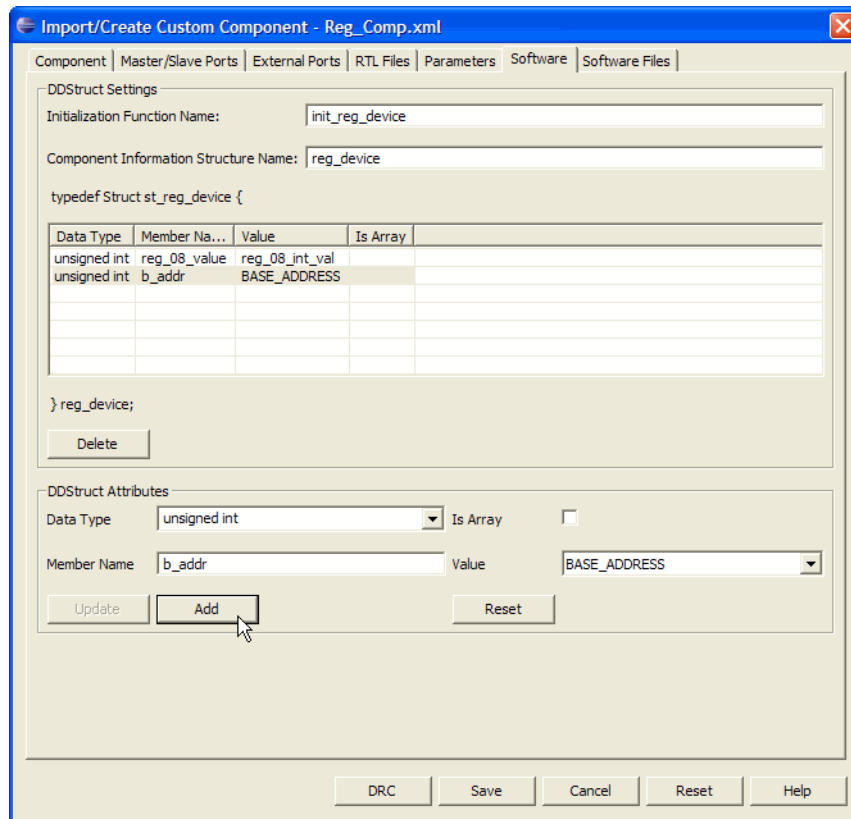 Import/Create Custom Component - Reg_Comp.xml
Component Master/Slave Ports External Ports RTL Files Parameters Software Software Files
DDStruct Settings
Initialization Function Name: init_reg_device
Component Information Structure Name: reg_device
typedef Struct st_reg_device {
Data Type Member Na... Value Is Array
unsigned int reg_08_value reg_08_int_val
unsigned int b_addr BASE_ADDRESS
} reg_device;
Delete
DDStruct Attributes
Data Type unsigned int Is Array
Member Name b_addr Value BASE_ADDRESS
Update Add Reset
DRC Save Cancel Reset Help